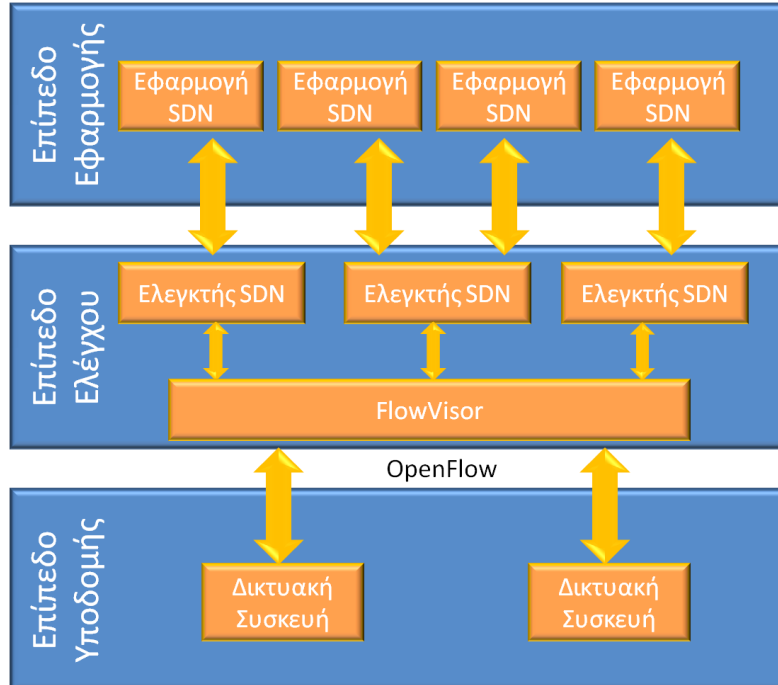 Επίπεδο
Εφαρμογής
Εφαρμογή
SDN
Εφαρμογή
SDN
Εφαρμογή
SDN
Εφαρμογή
SDN
Επίπεδο
Ελέγχου
Ελεγκτής SDN
Ελεγκτής SDN
Ελεγκτής SDN
FlowVisor
OpenFlow
Επίπεδο
Υποδομής
Δικτυακή
Συσκευή
Δικτυακή
Συσκευή